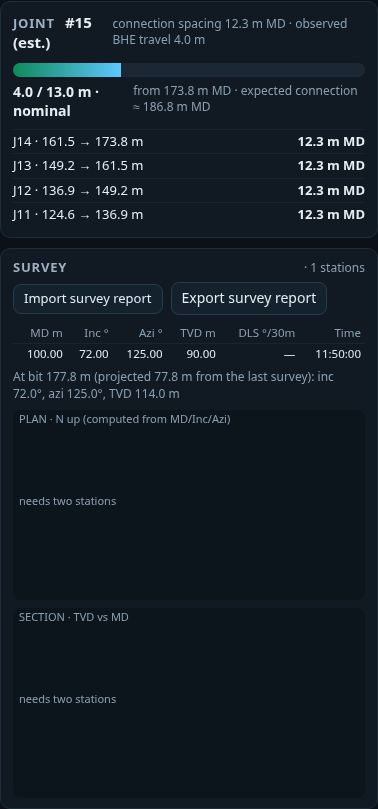 JOINT #15 (est.)
connection spacing 12.3 m MD · observed BHE travel 4.0 m
4.0 / 13.0 m · nominal
from 173.8 m MD · expected connection ≈ 186.8 m MD
J14 · 161.5 → 173.8 m 12.3 m MD
J13 · 149.2 → 161.5 m 12.3 m MD
J12 · 136.9 → 149.2 m 12.3 m MD
J11 · 124.6 → 136.9 m 12.3 m MD
SURVEY · 1 stations
Import survey report Export survey report
MD m Inc ° Azi ° TVD m DLS °/30m Time
100.00 72.00 125.00 90.00 — 11:50:00
At bit 177.8 m (projected 77.8 m from the last survey): inc
72.0°, azi 125.0°, TVD 114.0 m
PLAN · N up (computed from MD/Inc/Azi)
needs two stations
SECTION · TVD vs MD
needs two stations